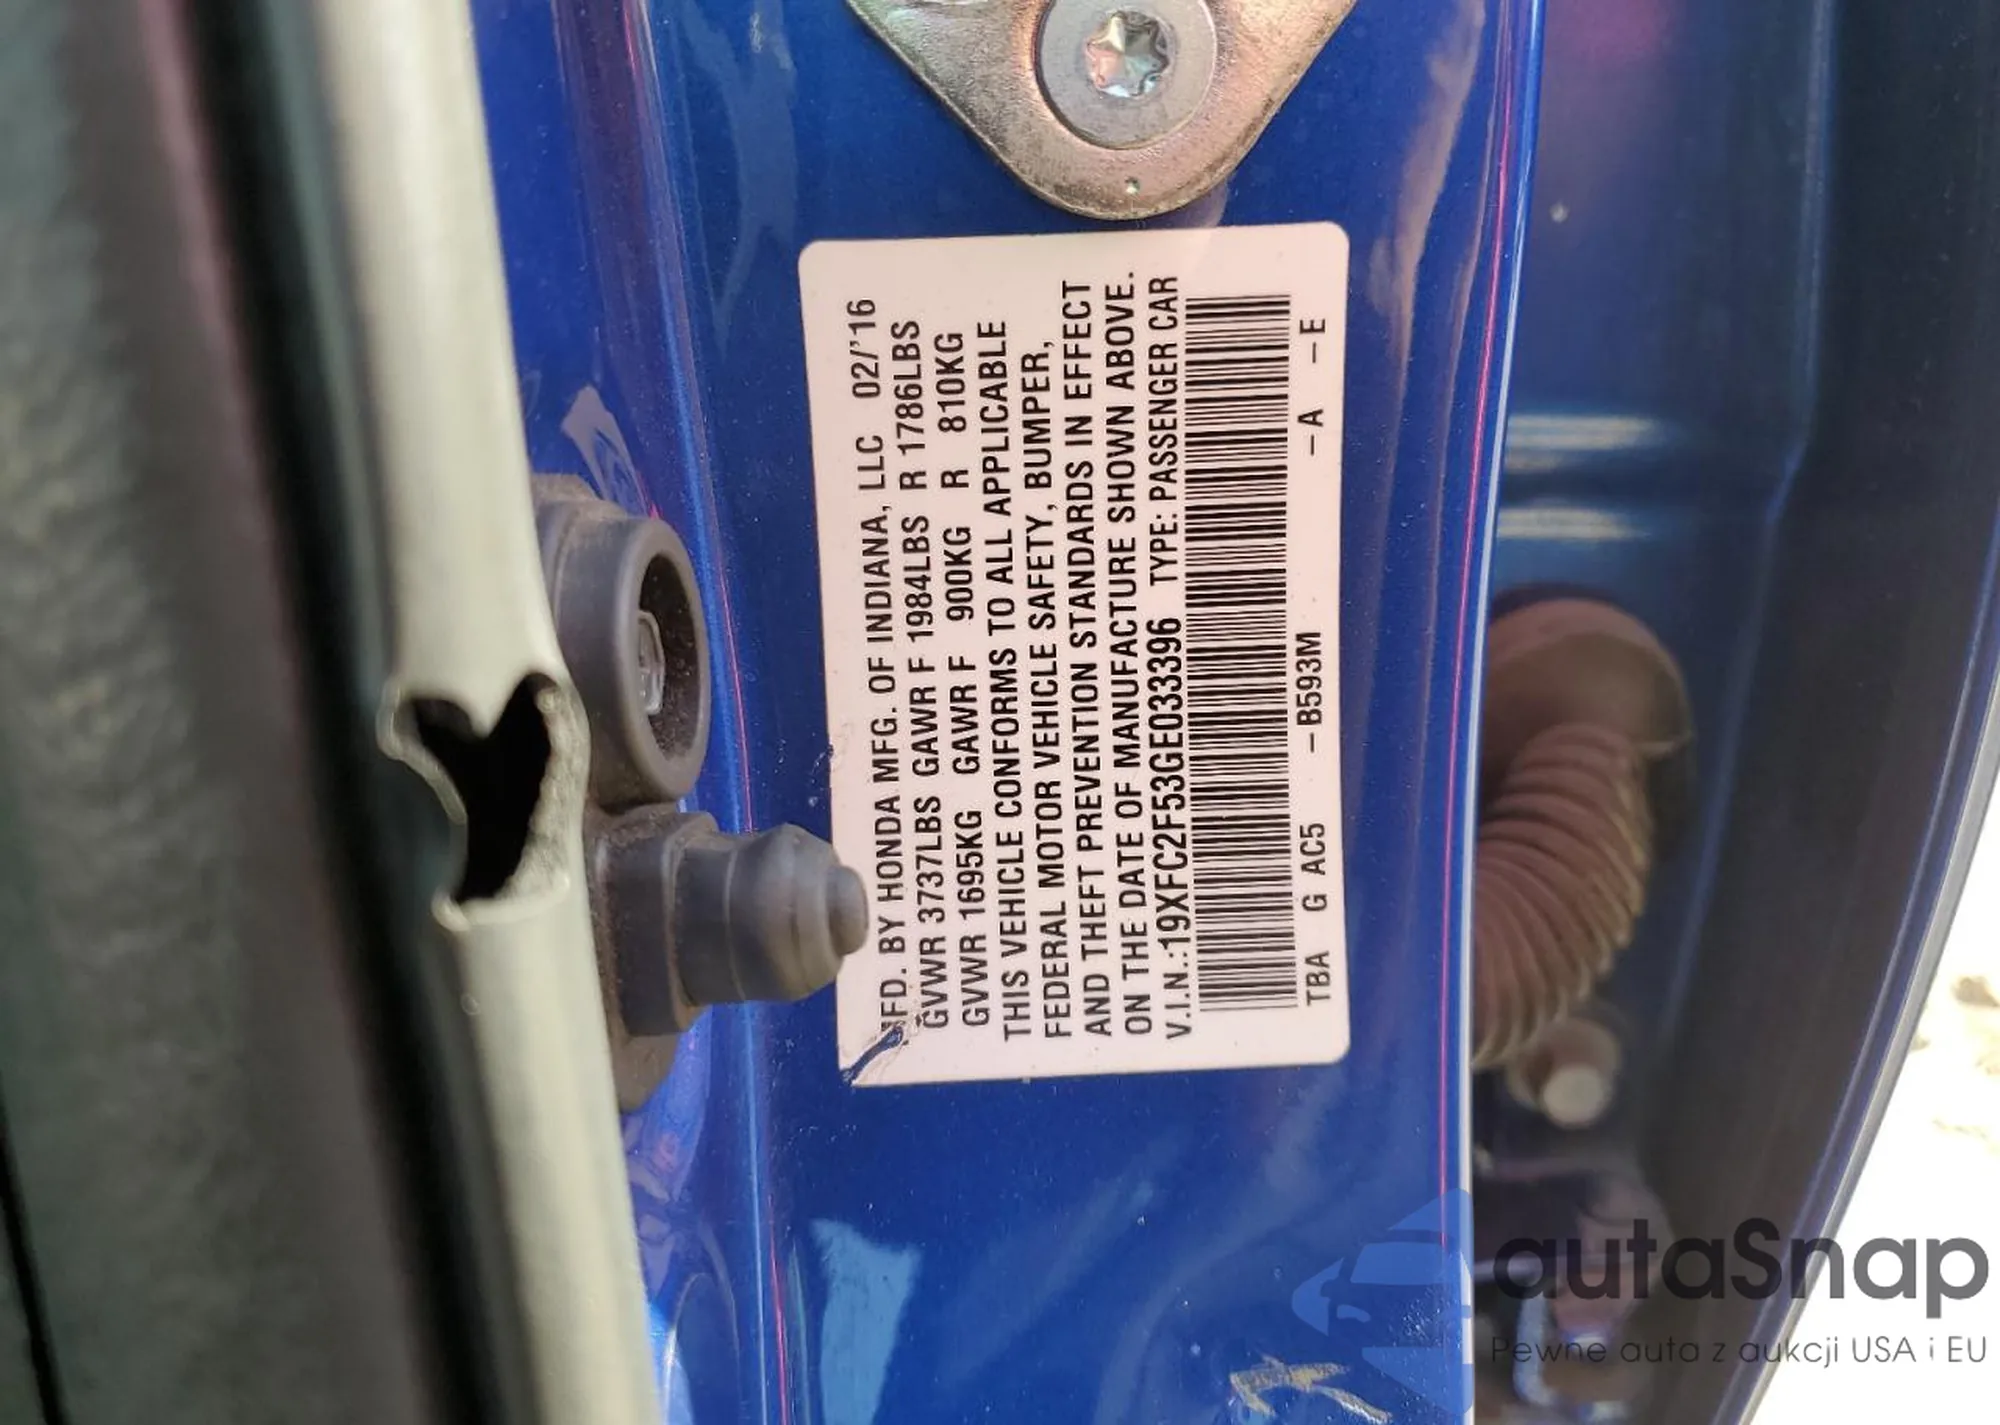 MFD. BY HONDA MFG. OF INDIANA, LLC 02/'16
GVWR 3737LBS GAWR F 1984LBS R 1786LBS
GVWR 1695KG GAWR F 900KG R 810KG
THIS VEHICLE CONFORMS TO ALL APPLICABLE
FEDERAL MOTOR VEHICLE SAFETY, BUMPER,
AND THEFT PREVENTION STANDARDS IN EFFECT
ON THE DATE OF MANUFACTURE SHOWN ABOVE.
V.I.N.:19XFC2F53GE033396 TYPE: PASSENGER CAR
TBA G AC5 -B593M -A -E
autaSnap
Pewne auta z aukcji USA i EU